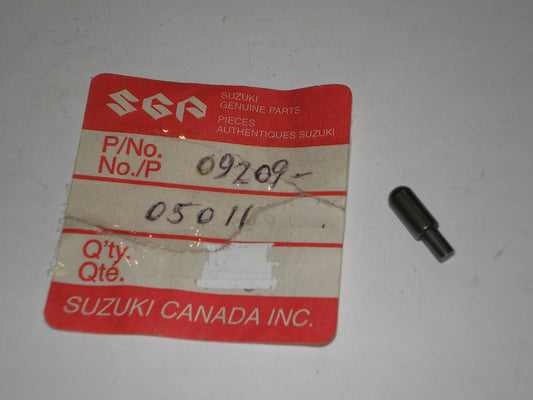 SGP
SUZUKI
GENUINE PARTS
PIÈCES
AUTHENTIQUES SUZUKI
P/No.
No./P
09209-
05011
Q'ty.
Qte.
SUZUKI CANADA INC.